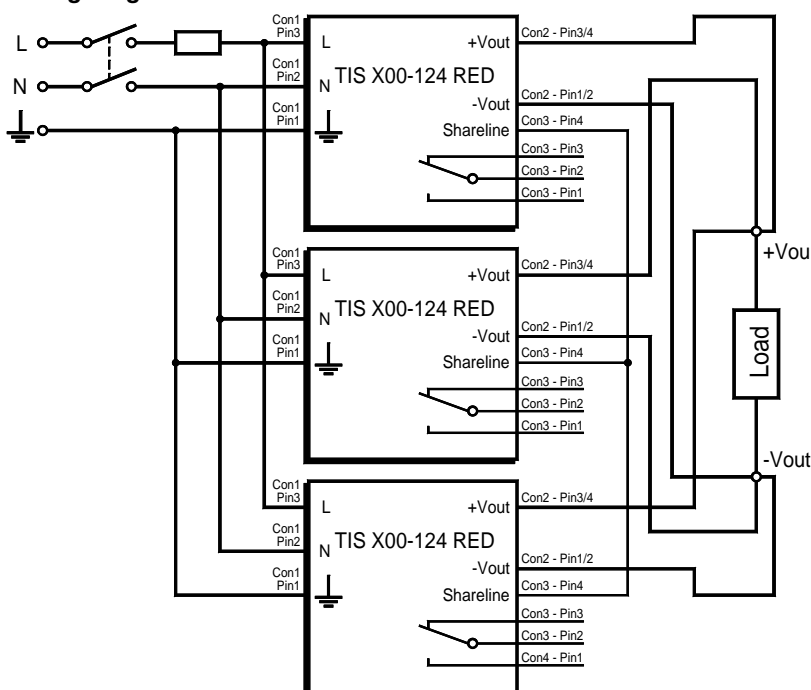 Con1
Pin3
L
L
+Vout
Con2 - Pin3/4
TIS X00-124 RED
Con1
Pin2
N
N
-Vout
Con2 - Pin1/2
Con1
Pin1
Shareline
Con3 - Pin4
Con3 - Pin3
Con3 - Pin2
Con3 - Pin1
+Vou
Con1
Pin3
L
+Vout
Con2 - Pin3/4
TIS X00-124 RED
Con1
Pin2
N
-Vout
Con2 - Pin1/2
Con1
Pin1
Shareline
Con3 - Pin4
Con3 - Pin3
Con3 - Pin2
Con3 - Pin1
Load
-Vout
Con1
Pin3
L
+Vout
Con2 - Pin3/4
TIS X00-124 RED
Con1
Pin2
N
-Vout
Con2 - Pin1/2
Con1
Pin1
Shareline
Con3 - Pin4
Con3 - Pin3
Con3 - Pin2
Con4 - Pin1